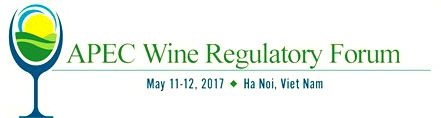 APEC Wine Regulatory Forum
May 11-12, 2017 ◆ Ha Noi, Viet Nam